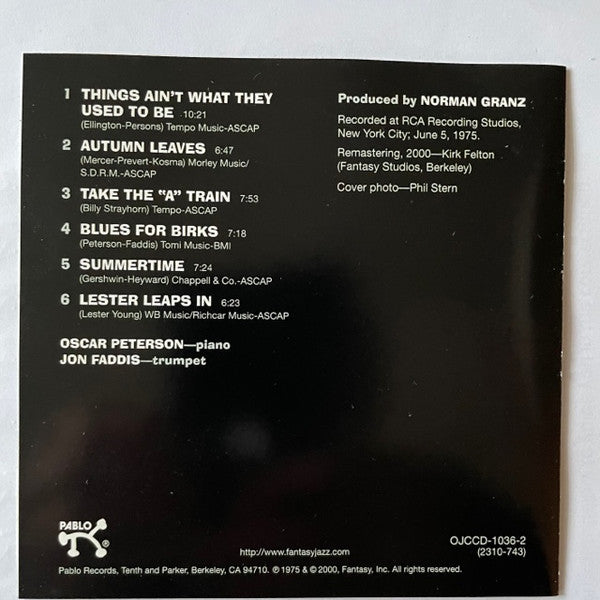 1 THINGS AIN'T WHAT THEY
USED TO BE 10:21
(Ellington-Persons) Tempo Music-ASCAP
2 AUTUMN LEAVES 6:47
(Mercer-Prevert-Kosma) Morley Music/
S.D.R.M.-ASCAP
3 TAKE THE "A" TRAIN 7:53
(Billy Strayhorn) Tempo-ASCAP
4 BLUES FOR BIRKS 7:18
(Peterson-Faddis) Tomi Music-BMI
5 SUMMERTIME 7:24
(Gershwin-Heyward) Chappell & Co.-ASCAP
6 LESTER LEAPS IN 6:23
(Lester Young) WB Music/Richcar Music-ASCAP
OSCAR PETERSON—piano
JON FADDIS—trumpet
Produced by NORMAN GRANZ
Recorded at RCA Recording Studios,
New York City; June 5, 1975.
Remastering, 2000—Kirk Felton
(Fantasy Studios, Berkeley)
Cover photo—Phil Stern
PABLO
®
http://www.fantasyjazz.com
OJCCD-1036-2
(2310-743)
Pablo Records, Tenth and Parker, Berkeley, CA 94710. ℗ 1975 & © 2000, Fantasy, Inc. All rights reserved.